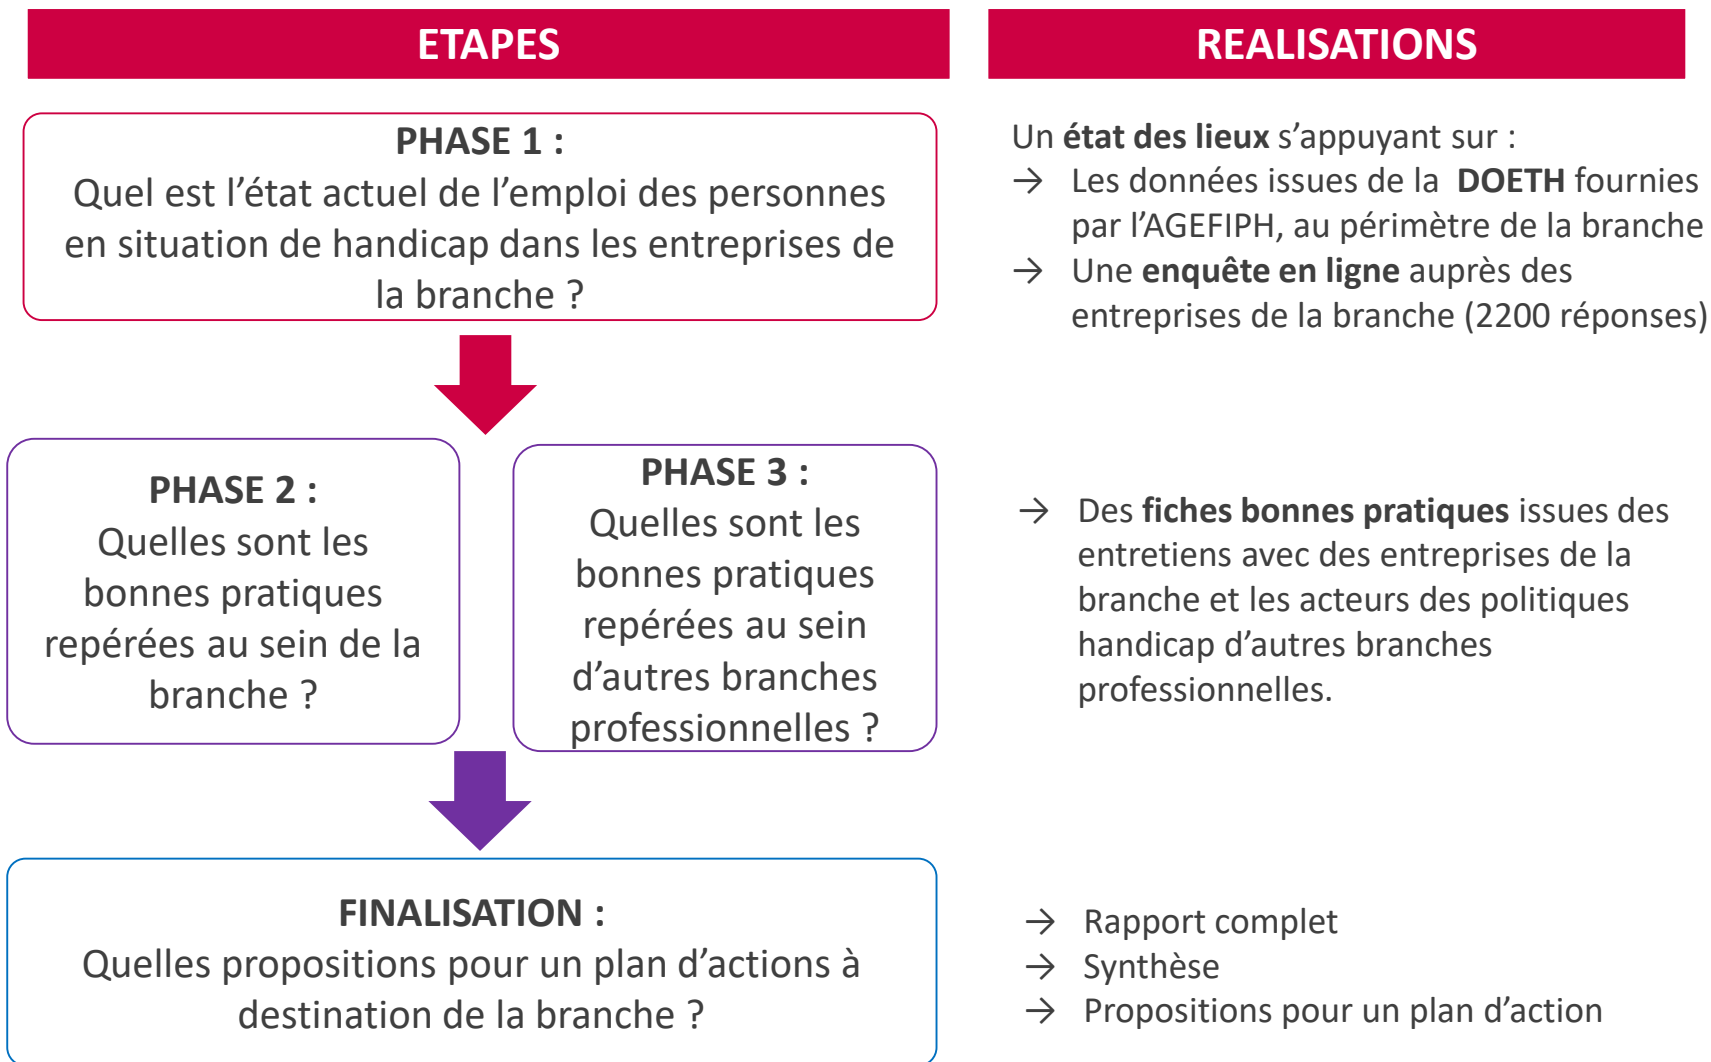 ETAPES
REALISATIONS
PHASE 1 :
Quel est l’état actuel de l’emploi des personnes
en situation de handicap dans les entreprises de
la branche ?
Un état des lieux s’appuyant sur :
→ Les données issues de la DOETH fournies
par l’AGEFIPH, au périmètre de la branche
→ Une enquête en ligne auprès des
entreprises de la branche (2200 réponses)
PHASE 2 :
Quelles sont les
bonnes pratiques
repérées au sein de la
branche ?
PHASE 3 :
Quelles sont les
bonnes pratiques
repérées au sein
d’autres branches
professionnelles ?
→ Des fiches bonnes pratiques issues des
entretiens avec des entreprises de la
branche et les acteurs des politiques
handicap d’autres branches
professionnelles.
FINALISATION :
Quelles propositions pour un plan d’actions à
destination de la branche ?
→ Rapport complet
→ Synthèse
→ Propositions pour un plan d’action